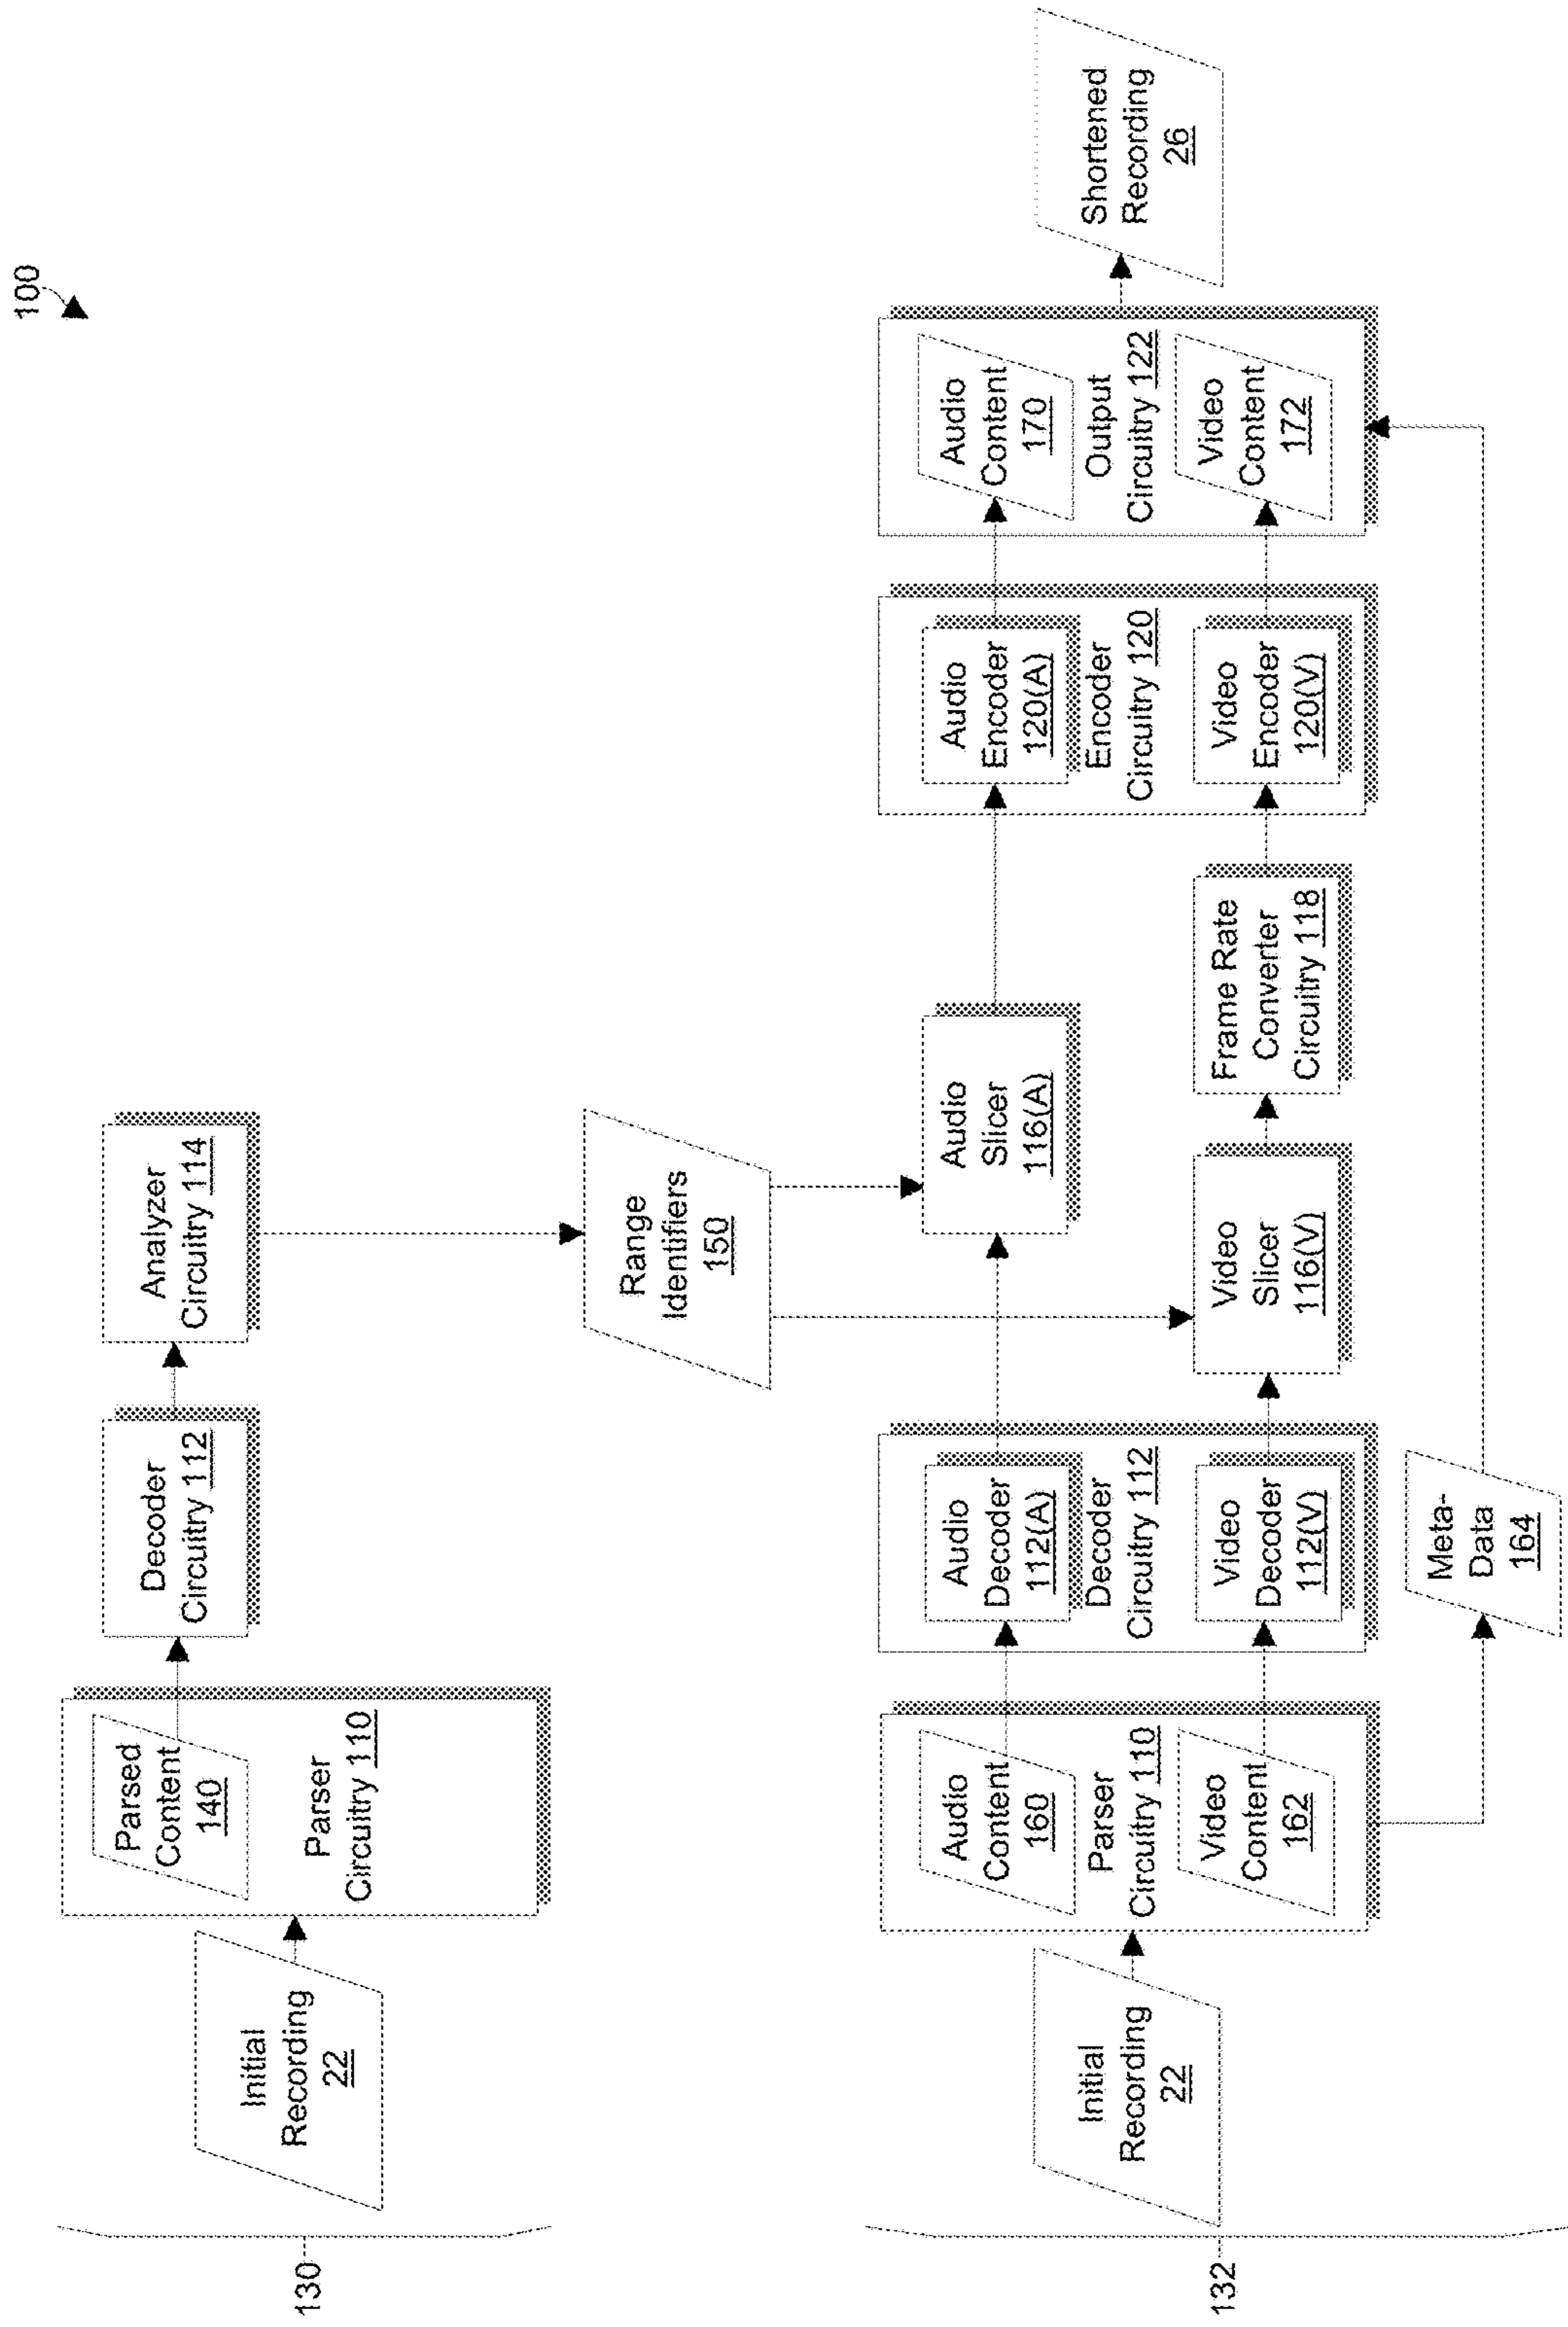 100
130
Initial
Recording
22
Parsed
Content
140
Parser
Circuitry 110
Decoder
Circuitry 112
Analyzer
Circuitry 114
Range
Identifiers
150
132
Initial
Recording
22
Audio
Content
160
Parser
Circuitry 110
Video
Content
162
Audio
Decoder
112(A)
Decoder
Circuitry 112
Video
Decoder
112(V)
Meta-
Data
164
Audio
Slicer
116(A)
Video
Slicer
116(V)
Frame Rate
Converter
Circuitry 118
Audio
Encoder
120(A)
Encoder
Circuitry 120
Video
Encoder
120(V)
Audio
Content
170
Output
Circuitry 122
Video
Content
172
Shortened
Recording
26